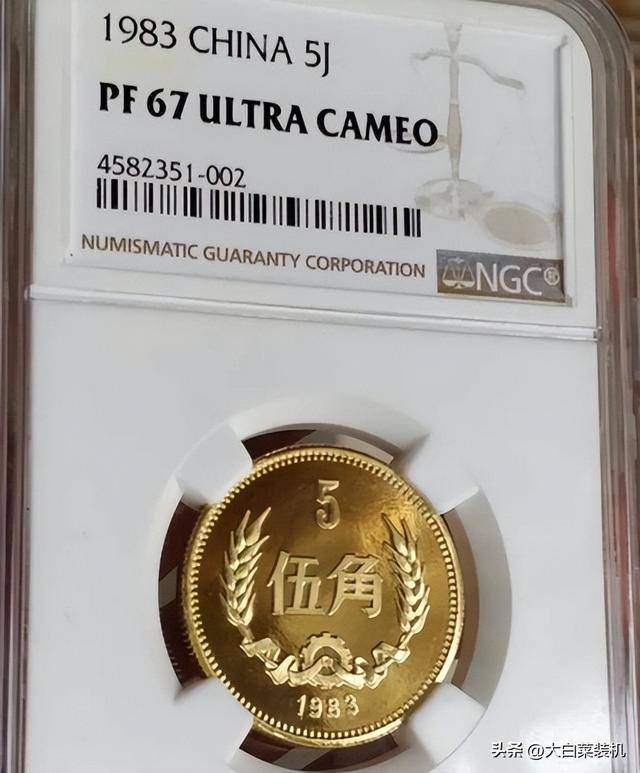 1983 CHINA 5J
PF 67 ULTRA CAMEO
4582351-002
NUMISMATIC GUARANTY CORPORATION
NGC®
5
伍角
1983
头条 @大白菜装机